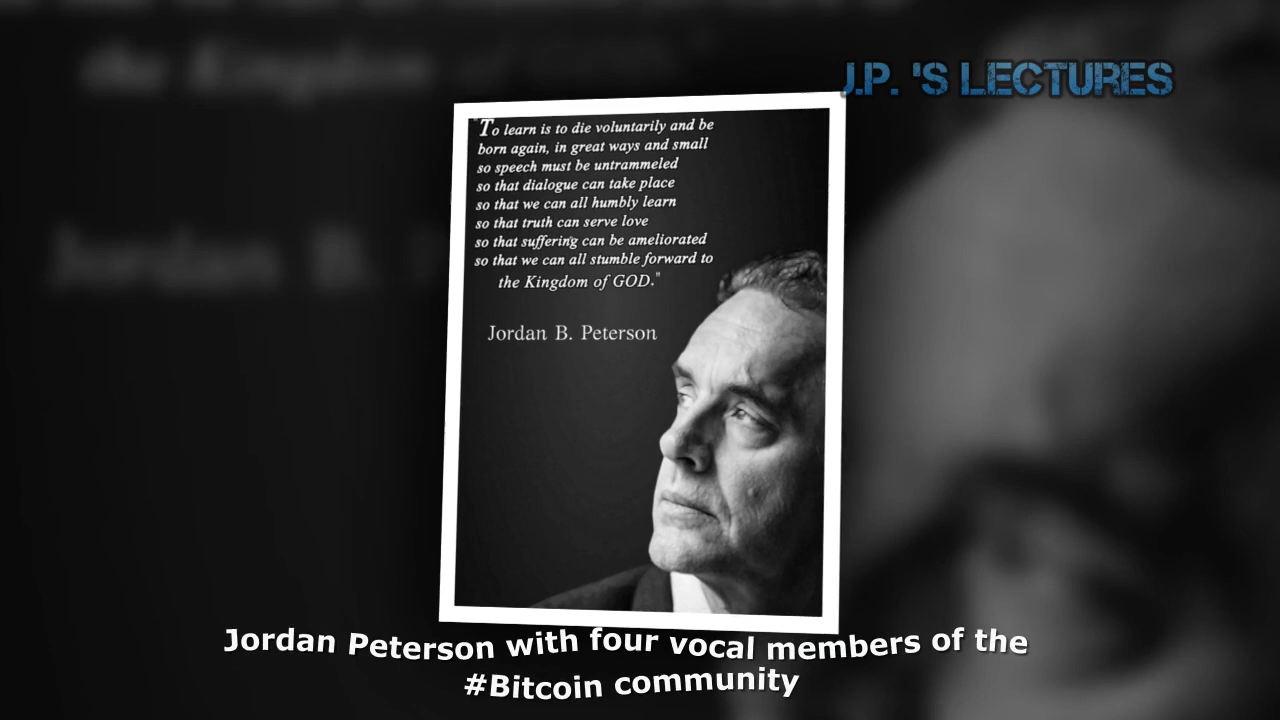 J.P. 'S LECTURES
"To learn is to die voluntarily and be
born again, in great ways and small
so speech must be untrammeled
so that dialogue can take place
so that we can all humbly learn
so that truth can serve love
so that suffering can be ameliorated
so that we can all stumble forward to
the Kingdom of GOD."
Jordan B. Peterson
Jordan Peterson with four vocal members of the
#Bitcoin community